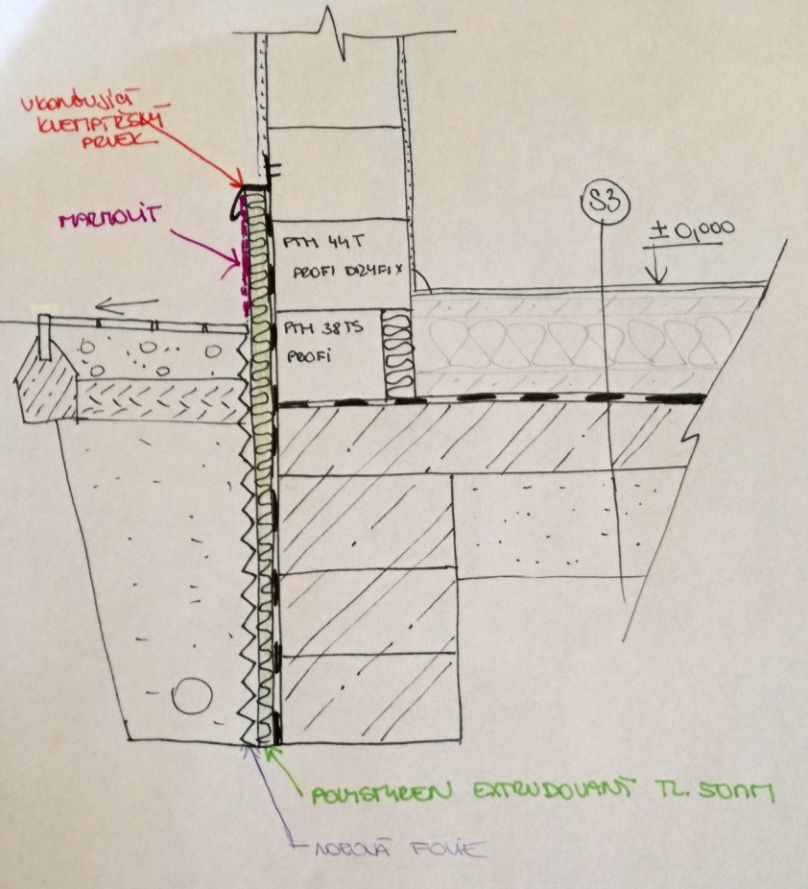 UKONČUJÍCÍ
KLEMPÍŘSKÝ
PRVEK
MARMOLIT
S3
±0,000
PTH 44T
PROFI DRYFIX
PTH 38TS
PROFI
POLYSTYREN EXTRUDOVANÝ TL. 50MM
NOPOVÁ FOLIE